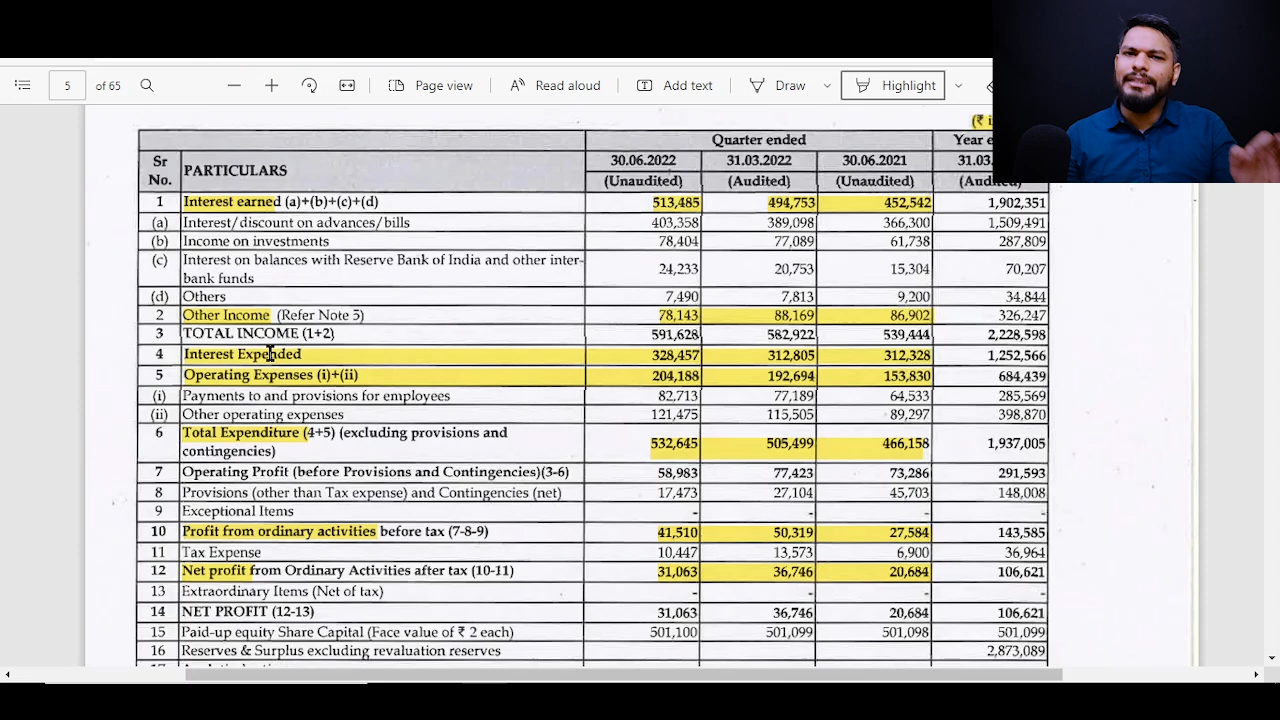 5 of 65 Page view Read aloud Add text Draw Highlight
(₹ i
Quarter ended Year e
Sr No. PARTICULARS 30.06.2022 31.03.2022 30.06.2021 31.03.
(Unaudited) (Audited) (Unaudited) (Audite
1 Interest earned (a)+(b)+(c)+(d) 513,485 494,753 452,542 1,902,351
(a) Interest/discount on advances/bills 403,358 389,098 366,300 1,509,491
(b) Income on investments 78,404 77,089 61,738 287,809
(c) Interest on balances with Reserve Bank of India and other inter-
bank funds 24,233 20,753 15,304 70,207
(d) Others 7,490 7,813 9,200 34,844
2 Other Income (Refer Note 5) 78,143 88,169 86,902 326,247
3 TOTAL INCOME (1+2) 591,628 582,922 539,444 2,228,598
4 Interest Expended 328,457 312,805 312,328 1,252,566
5 Operating Expenses (i)+(ii) 204,188 192,694 153,830 684,439
(i) Payments to and provisions for employees 82,713 77,189 64,533 285,569
(ii) Other operating expenses 121,475 115,505 89,297 398,870
6 Total Expenditure (4+5) (excluding provisions and
contingencies) 532,645 505,499 466,158 1,937,005
7 Operating Profit (before Provisions and Contingencies)(3-6) 58,983 77,423 73,286 291,593
8 Provisions (other than Tax expense) and Contingencies (net) 17,473 27,104 45,703 148,008
9 Exceptional Items - - - -
10 Profit from ordinary activities before tax (7-8-9) 41,510 50,319 27,584 143,585
11 Tax Expense 10,447 13,573 6,900 36,964
12 Net profit from Ordinary Activities after tax (10-11) 31,063 36,746 20,684 106,621
13 Extraordinary Items (Net of tax) - - - -
14 NET PROFIT (12-13) 31,063 36,746 20,684 106,621
15 Paid-up equity Share Capital (Face value of ₹ 2 each) 501,100 501,099 501,098 501,099
16 Reserves & Surplus excluding revaluation reserves 2,873,089